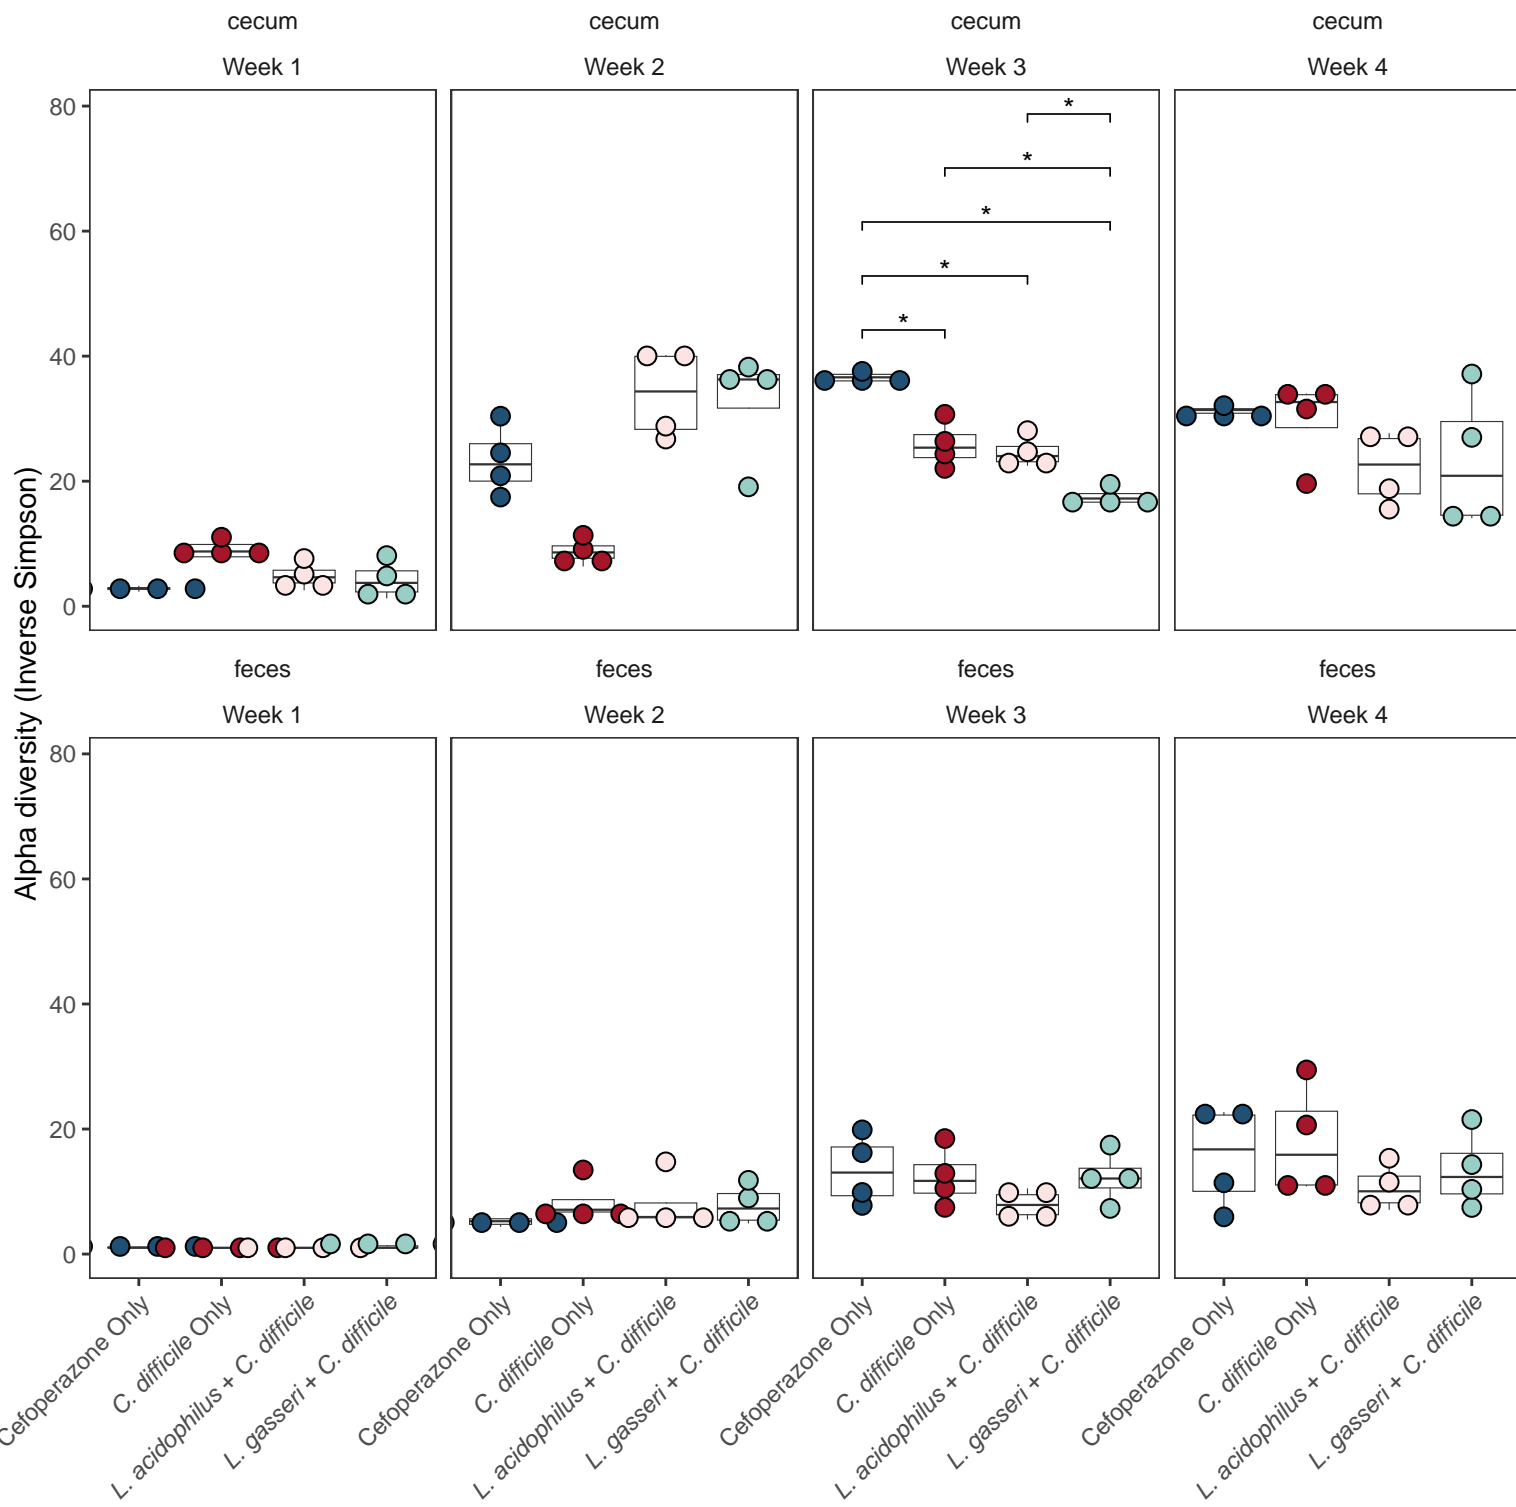 cecum cecum cecum cecum
Week 1 Week 2 Week 3 Week 4
80
60
40
20
0
*
*
*
*
*
Alpha diversity (Inverse Simpson)
feces feces feces feces
Week 1 Week 2 Week 3 Week 4
80
60
40
20
0
Cefoperazone Only
C. difficile Only
L. acidophilus + C. difficile
L. gasseri + C. difficile
Cefoperazone Only
C. difficile Only
L. acidophilus + C. difficile
L. gasseri + C. difficile
Cefoperazone Only
C. difficile Only
L. acidophilus + C. difficile
L. gasseri + C. difficile
Cefoperazone Only
C. difficile Only
L. acidophilus + C. difficile
L. gasseri + C. difficile